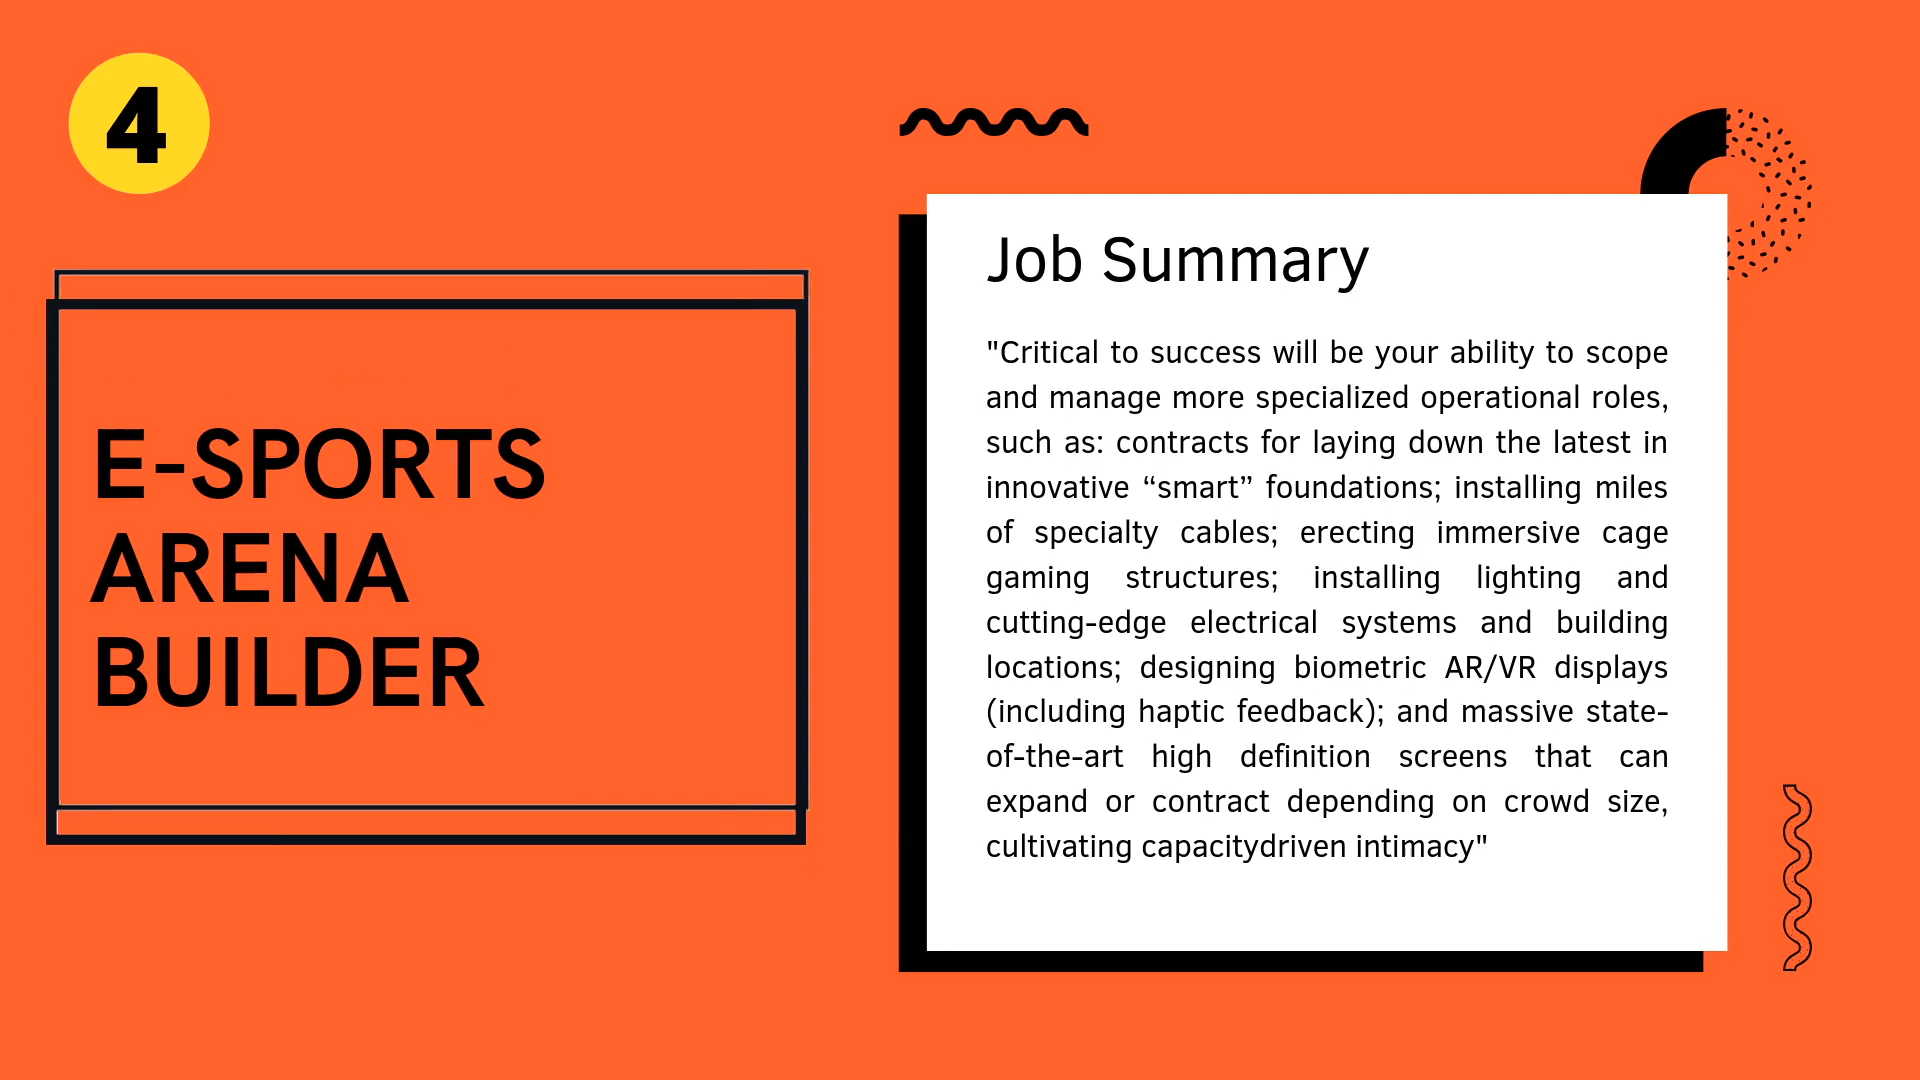 4
E-SPORTS
ARENA
BUILDER
Job Summary
"Critical to success will be your ability to scope
and manage more specialized operational roles,
such as: contracts for laying down the latest in
innovative “smart” foundations; installing miles
of specialty cables; erecting immersive cage
gaming structures; installing lighting and
cutting-edge electrical systems and building
locations; designing biometric AR/VR displays
(including haptic feedback); and massive state-
of-the-art high definition screens that can
expand or contract depending on crowd size,
cultivating capacitydriven intimacy"